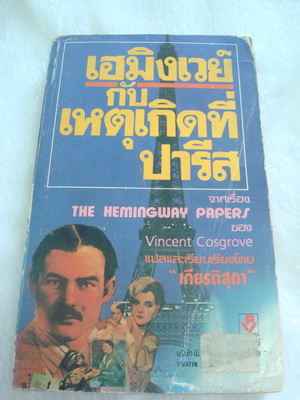 เฮมิงเวย์
กับ
เหตุเกิดที่
ปารีส
จากเรื่อง
THE HEMINGWAY PAPERS
ของ
Vincent Cosgrove
แปลและเรียบเรียงโดย
"เกียรติสุดา"